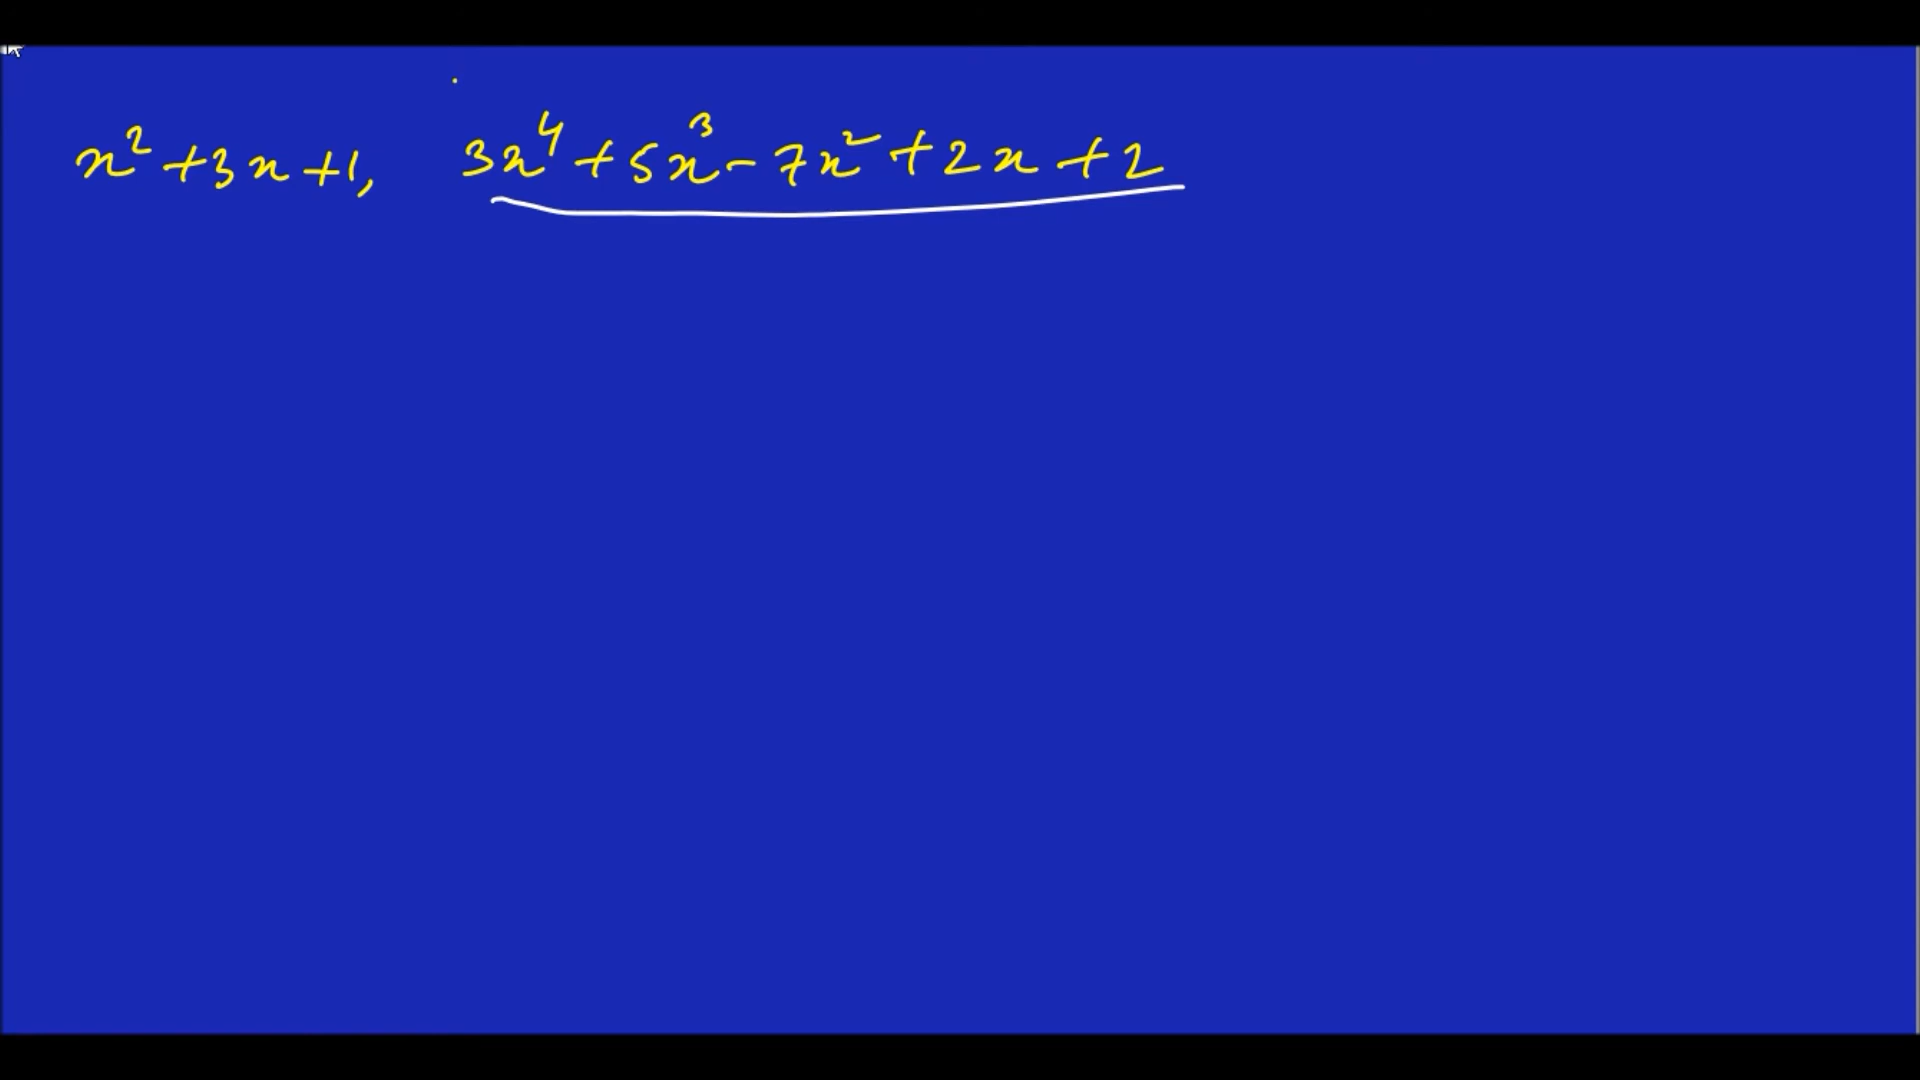 x² + 3x + 1, 3x⁴ + 5x³ - 7x² + 2x + 2